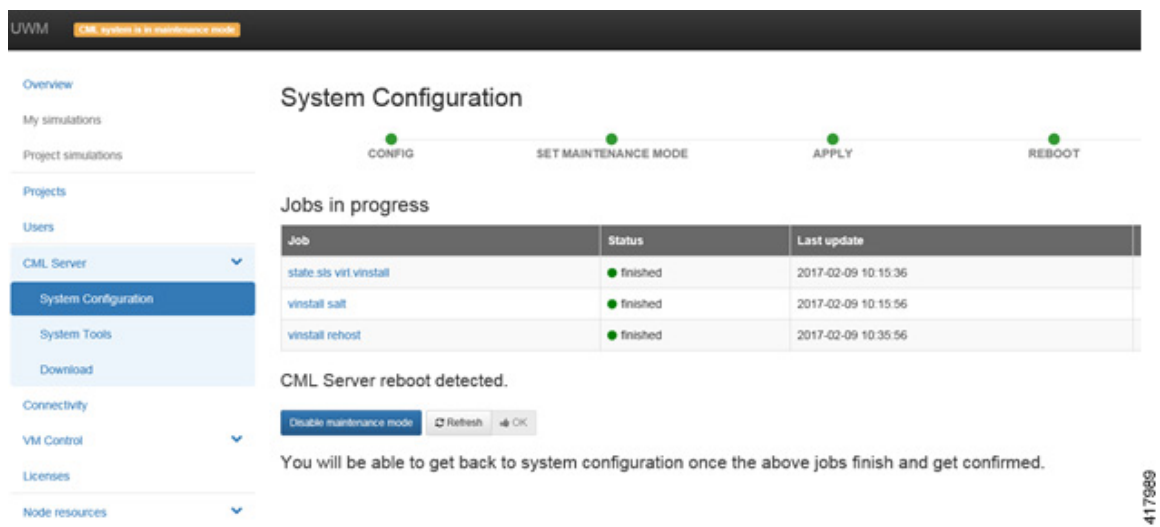 UWM CML system is in maintenance mode
Overview
My simulations
Project simulations
Projects
Users
CML Server
System Configuration
System Tools
Download
Connectivity
VM Control
Licenses
Node resources
System Configuration
CONFIG SET MAINTENANCE MODE APPLY REBOOT
Jobs in progress
Job Status Last update
state.sls virl.vinstall finished 2017-02-09 10:15:36
vinstall salt finished 2017-02-09 10:15:56
vinstall rehost finished 2017-02-09 10:35:56
CML Server reboot detected.
Disable maintenance mode Refresh OK
You will be able to get back to system configuration once the above jobs finish and get confirmed.
417989